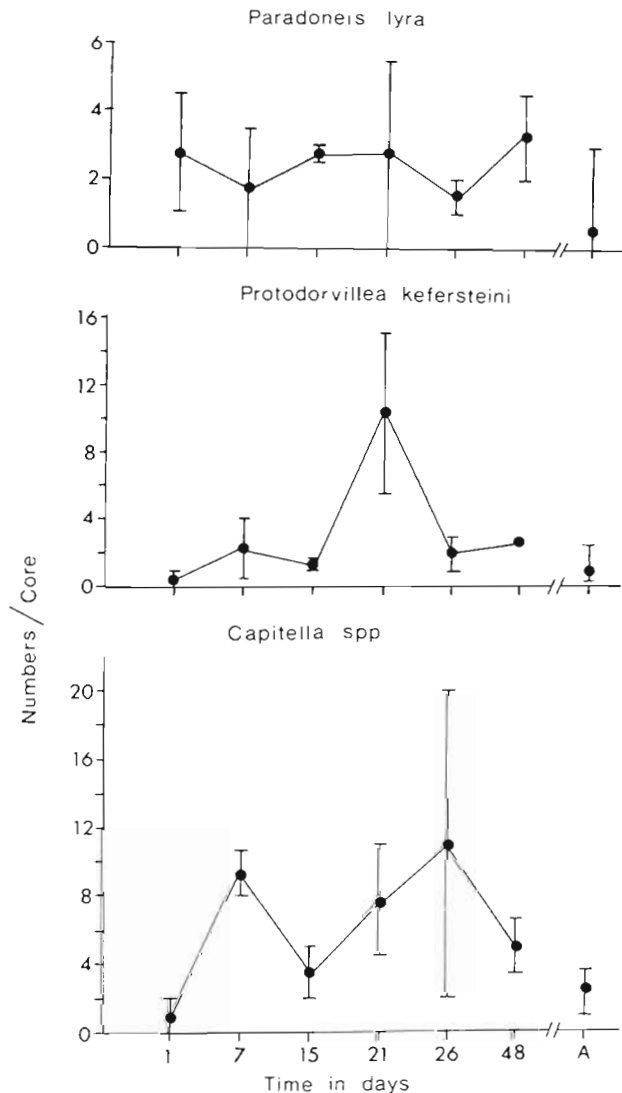 Paradoneis lyra
6
4
2
0
Protodorvillea kefersteini
16
12
8
4
0
Numbers / Core
Capitella spp
20
16
12
8
4
0
1 7 15 21 26 48 A
Time in days